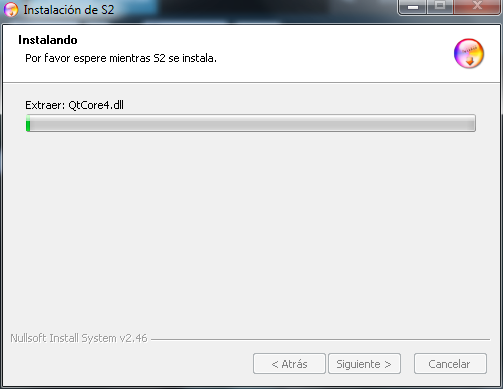 Instalación de S2
Instalando
Por favor espere mientras S2 se instala.
Extraer: QtCore4.dll
Nullsoft Install System v2.46
< Atrás
Siguiente >
Cancelar